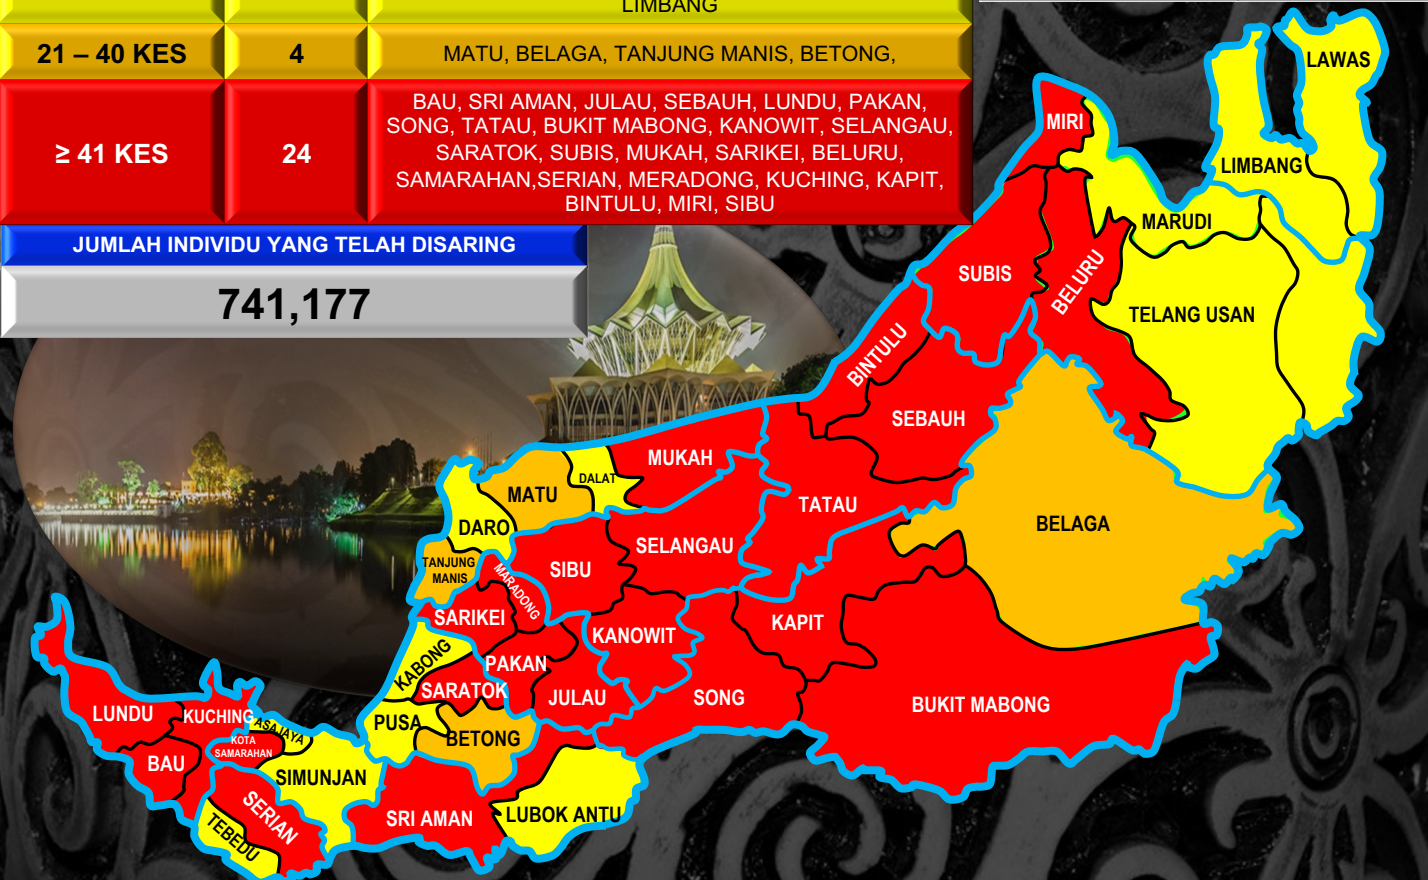 LIMBANG
21 – 40 KES
4
MATU, BELAGA, TANJUNG MANIS, BETONG,
≥ 41 KES
24
BAU, SRI AMAN, JULAU, SEBAUH, LUNDU, PAKAN,
SONG, TATAU, BUKIT MABONG, KANOWIT, SELANGAU,
SARATOK, SUBIS, MUKAH, SARIKEI, BELURU,
SAMARAHAN,SERIAN, MERADONG, KUCHING, KAPIT,
BINTULU, MIRI, SIBU
JUMLAH INDIVIDU YANG TELAH DISARING
741,177
LAWAS
MIRI
LIMBANG
MARUDI
SUBIS
BELURU
TELANG USAN
BINTULU
SEBAUH
MUKAH
DALAT
MATU
TATAU
DARO
BELAGA
SELANGAU
TANJUNG
MANIS
SIBU
MARADONG
SARIKEI
KANOWIT
KAPIT
KABONG
PAKAN
SARATOK
JULAU
SONG
BUKIT MABONG
LUNDU
KUCHING
ASAJAYA
PUSA
BETONG
KOTA
SAMARAHAN
BAU
SIMUNJAN
SERIAN
SRI AMAN
LUBOK ANTU
TEBEDU